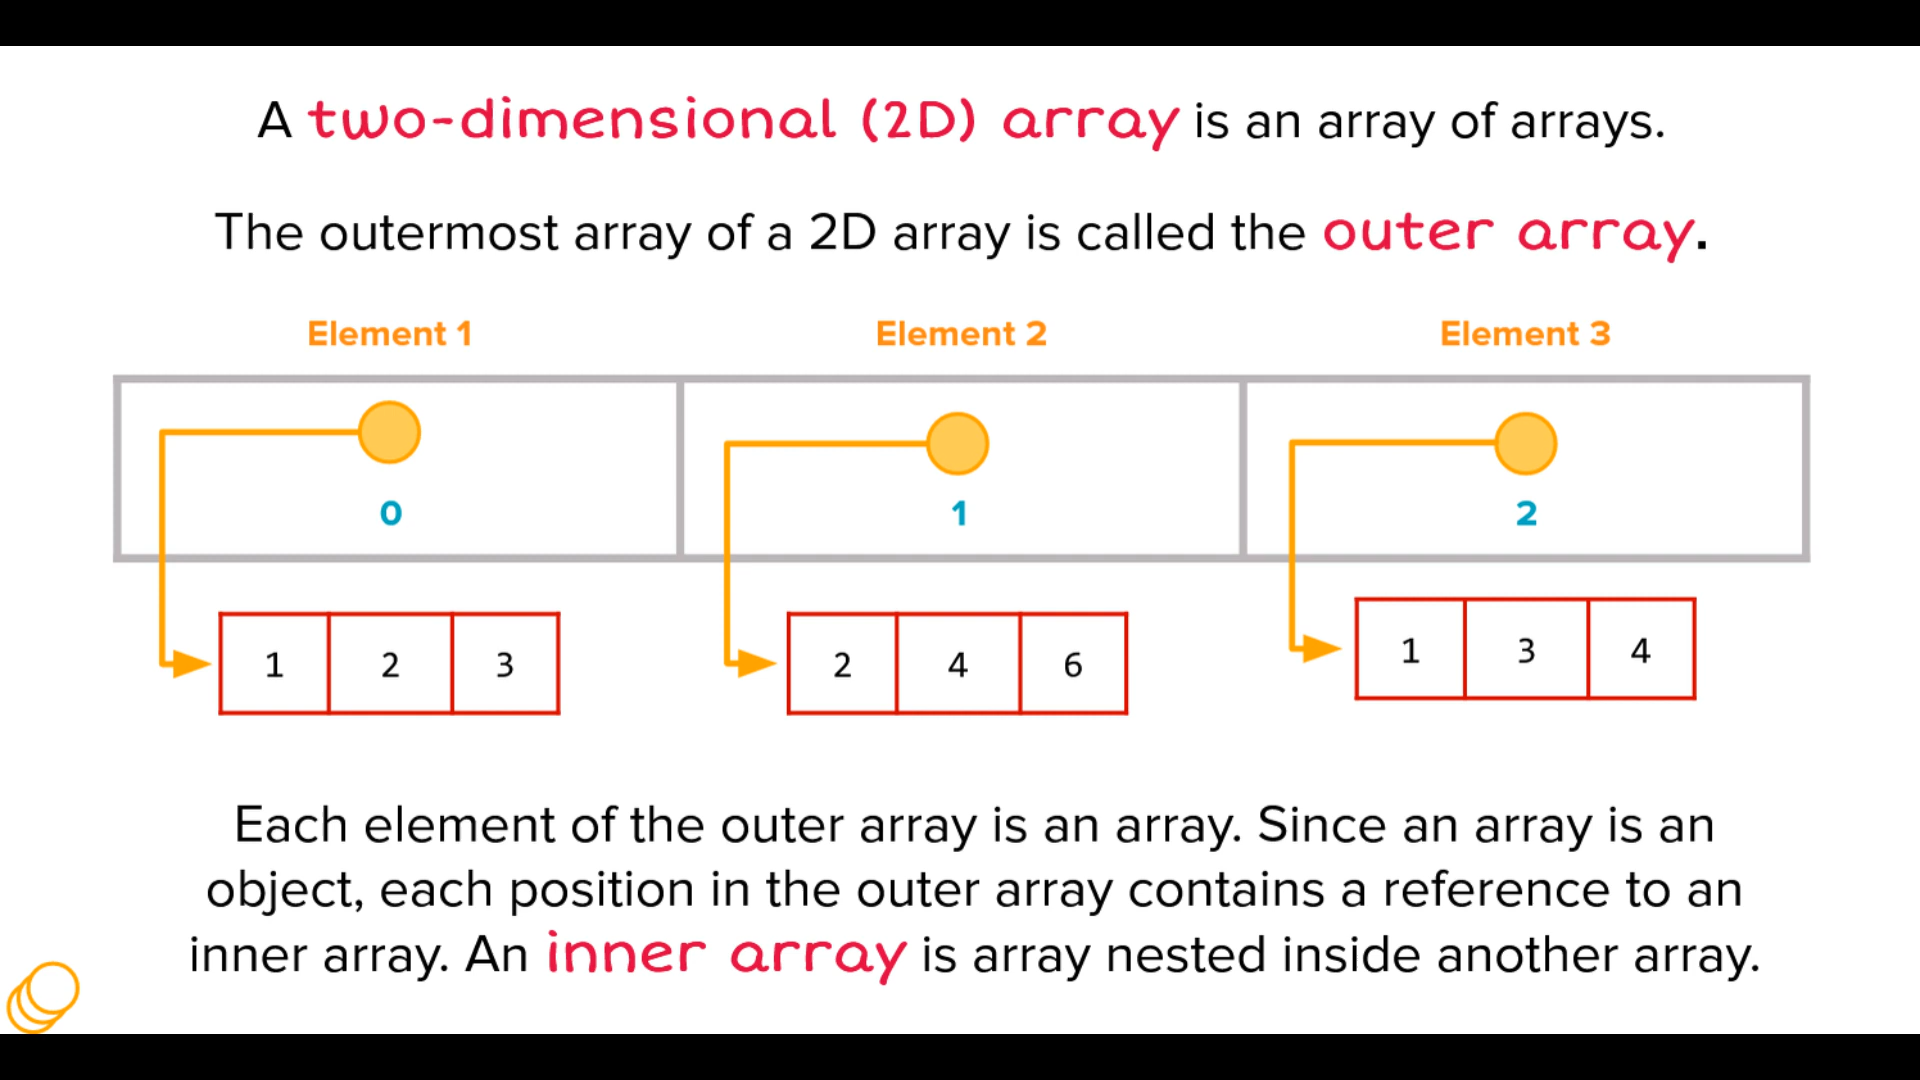 A two-dimensional (2D) array is an array of arrays.
The outermost array of a 2D array is called the outer array.
Element 1 Element 2 Element 3
0 1 2
1 2 3 2 4 6 1 3 4
Each element of the outer array is an array. Since an array is an
object, each position in the outer array contains a reference to an
inner array. An inner array is array nested inside another array.